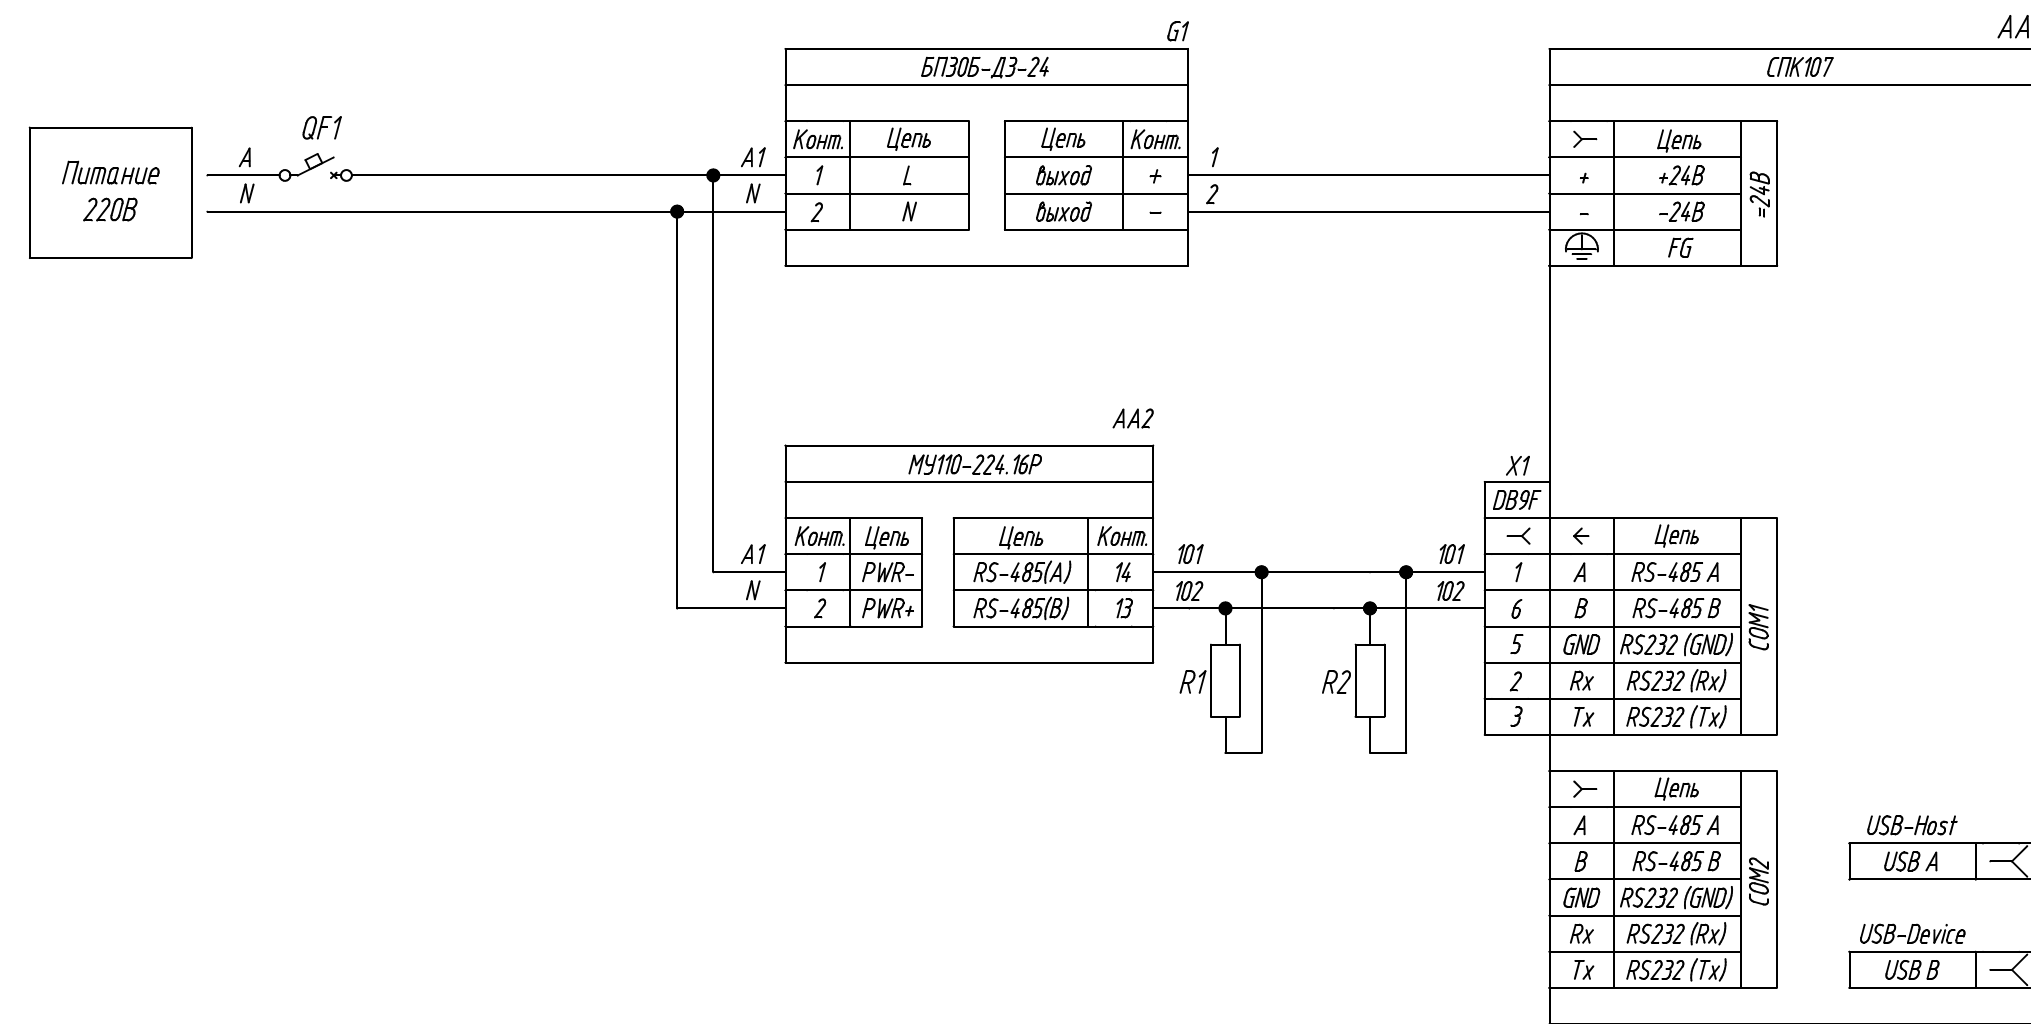 G1
AA
БП30Б-Д3-24
СПК107
QF1
Питание
220В
A
N
A1
N
Конт. Цепь
1 L
2 N
Цепь Конт.
выход +
выход -
1
2
Цепь
+ +24В
- -24В
FG
=24В
AA2
МУ110-224.16Р
A1
N
Конт. Цепь
1 PWR-
2 PWR+
Цепь Конт.
RS-485(A) 14
RS-485(B) 13
101 101
102 102
R1
R2
X1
DB9F
Цепь
1 A RS-485 A
6 B RS-485 B
5 GND RS232 (GND)
2 Rx RS232 (Rx)
3 Tx RS232 (Tx)
COM1
Цепь
A RS-485 A
B RS-485 B
GND RS232 (GND)
Rx RS232 (Rx)
Tx RS232 (Tx)
COM2
USB-Host
USB A
USB-Device
USB B